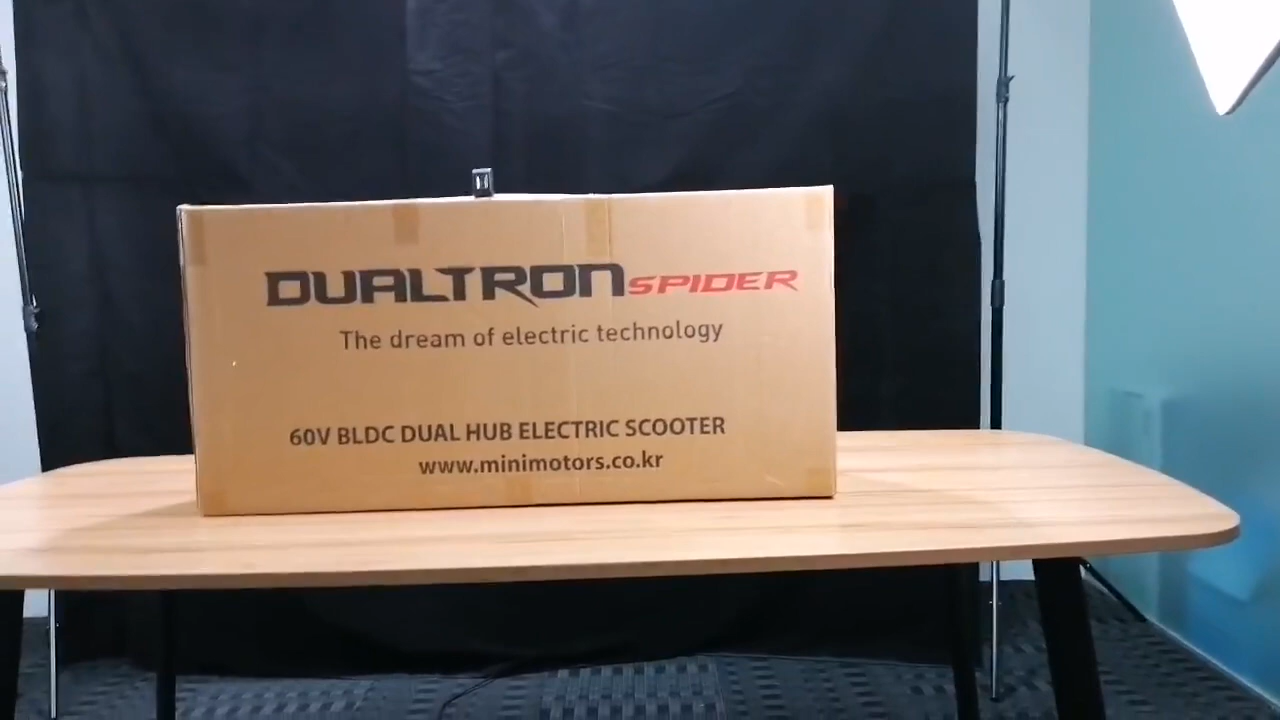 DUALTRON SPIDER
The dream of electric technology
60V BLDC DUAL HUB ELECTRIC SCOOTER
www.minimotors.co.kr